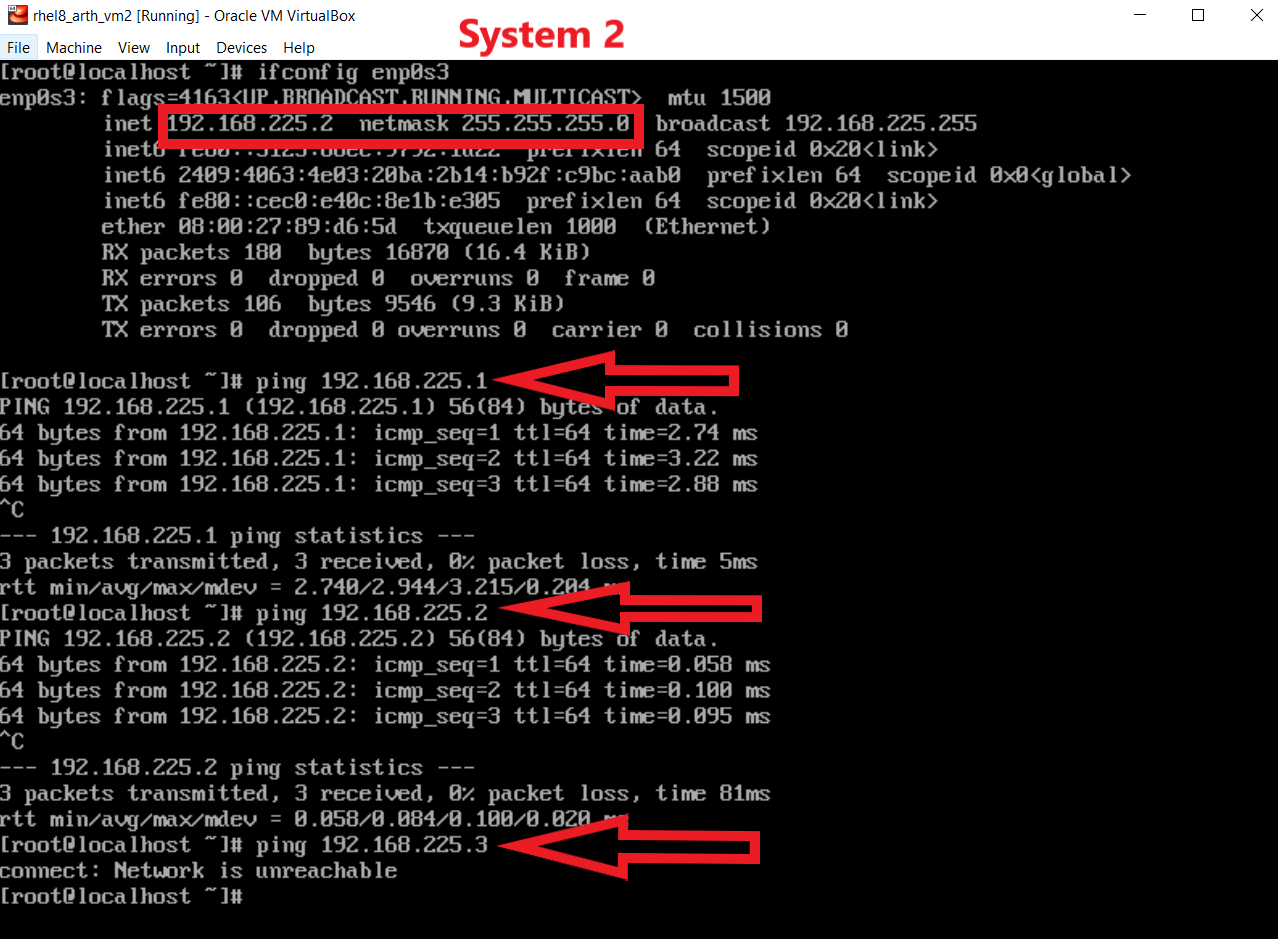 rhel8_arth_vm2 [Running] - Oracle VM VirtualBox
System 2
File Machine View Input Devices Help
[root@localhost ~]# ifconfig enp0s3
enp0s3: flags=4163<UP,BROADCAST,RUNNING,MULTICAST>  mtu 1500
        inet 192.168.225.2  netmask 255.255.255.0  broadcast 192.168.225.255
        inet6 prefixlen 64  scopeid 0x20<link>
        inet6 2409:4063:4e03:20ba:2b14:b92f:c9bc:aab0  prefixlen 64  scopeid 0x0<global>
        inet6 fe80::cec0:e40c:8e1b:e305  prefixlen 64  scopeid 0x20<link>
        ether 08:00:27:89:d6:5d  txqueuelen 1000  (Ethernet)
        RX packets 180  bytes 16870 (16.4 KiB)
        RX errors 0  dropped 0  overruns 0  frame 0
        TX packets 106  bytes 9546 (9.3 KiB)
        TX errors 0  dropped 0 overruns 0  carrier 0  collisions 0
[root@localhost ~]# ping 192.168.225.1
PING 192.168.225.1 (192.168.225.1) 56(84) bytes of data.
64 bytes from 192.168.225.1: icmp_seq=1 ttl=64 time=2.74 ms
64 bytes from 192.168.225.1: icmp_seq=2 ttl=64 time=3.22 ms
64 bytes from 192.168.225.1: icmp_seq=3 ttl=64 time=2.88 ms
^C
--- 192.168.225.1 ping statistics ---
3 packets transmitted, 3 received, 0% packet loss, time 5ms
rtt min/avg/max/mdev = 2.740/2.944/3.215/0.204 ms
[root@localhost ~]# ping 192.168.225.2
PING 192.168.225.2 (192.168.225.2) 56(84) bytes of data.
64 bytes from 192.168.225.2: icmp_seq=1 ttl=64 time=0.058 ms
64 bytes from 192.168.225.2: icmp_seq=2 ttl=64 time=0.100 ms
64 bytes from 192.168.225.2: icmp_seq=3 ttl=64 time=0.095 ms
^C
--- 192.168.225.2 ping statistics ---
3 packets transmitted, 3 received, 0% packet loss, time 81ms
rtt min/avg/max/mdev = 0.058/0.084/0.100/0.020 ms
[root@localhost ~]# ping 192.168.225.3
connect: Network is unreachable
[root@localhost ~]#